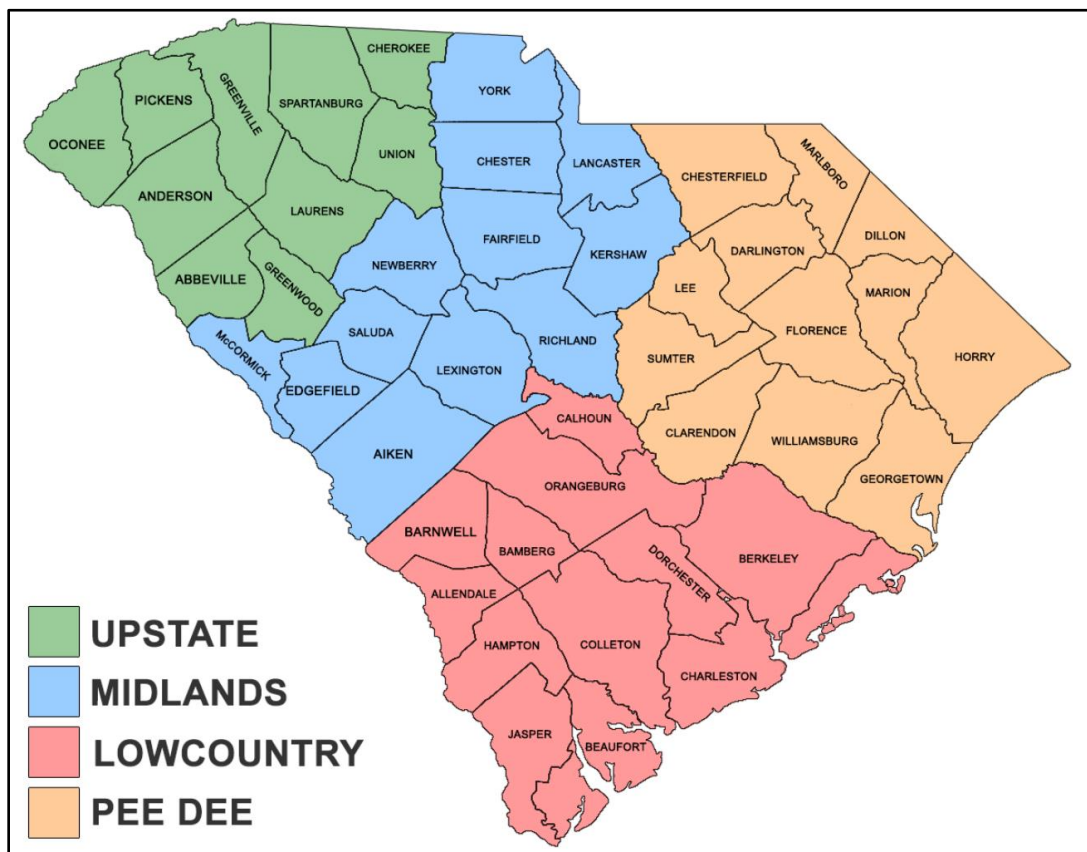 CHEROKEE
YORK
PICKENS
GREENVILLE
SPARTANBURG
OCONEE
UNION
CHESTER
LANCASTER
MARLBORO
CHESTERFIELD
ANDERSON
LAURENS
FAIRFIELD
DILLON
DARLINGTON
NEWBERRY
KERSHAW
ABBEVILLE
GREENWOOD
LEE
MARION
SALUDA
FLORENCE
RICHLAND
McCORMICK
SUMTER
HORRY
LEXINGTON
EDGEFIELD
CALHOUN
CLARENDON
WILLIAMSBURG
AIKEN
GEORGETOWN
ORANGEBURG
BARNWELL
BAMBERG
DORCHESTER
BERKELEY
ALLENDALE
HAMPTON
COLLETON
CHARLESTON
JASPER
BEAUFORT
UPSTATE
MIDLANDS
LOWCOUNTRY
PEE DEE